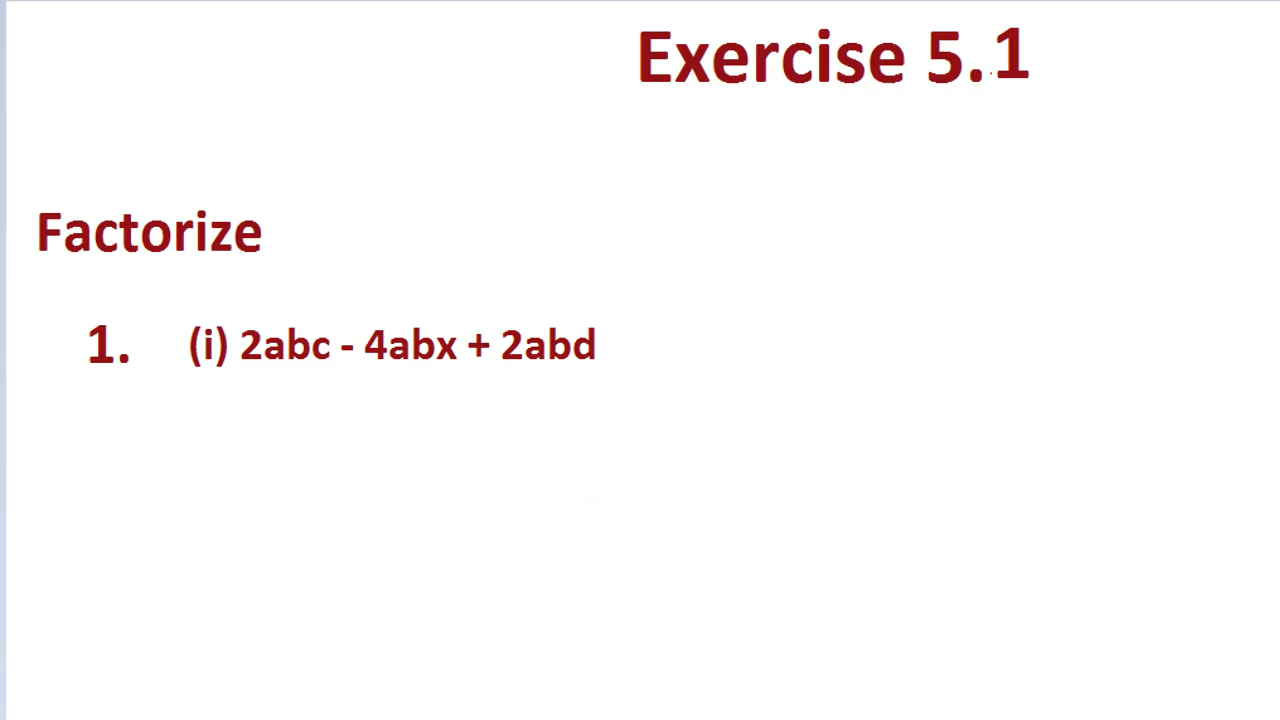 Exercise 5.1
Factorize
1. (i) 2abc - 4abx + 2abd